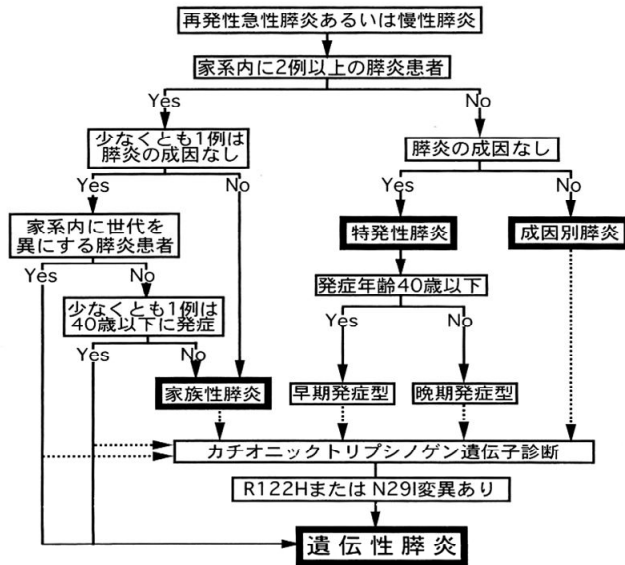 再発性急性膵炎あるいは慢性膵炎
家系内に2例以上の膵炎患者
Yes
No
少なくとも1例は
膵炎の成因なし
膵炎の成因なし
Yes
No
Yes
No
家系内に世代を
異にする膵炎患者
特発性膵炎
成因別膵炎
Yes
No
発症年齢40歳以下
少なくとも1例は
40歳以下に発症
Yes
No
Yes
No
家族性膵炎
早期発症型
晩期発症型
カチオニックトリプシノゲン遺伝子診断
R122HまたはN29I変異あり
遺伝性膵炎